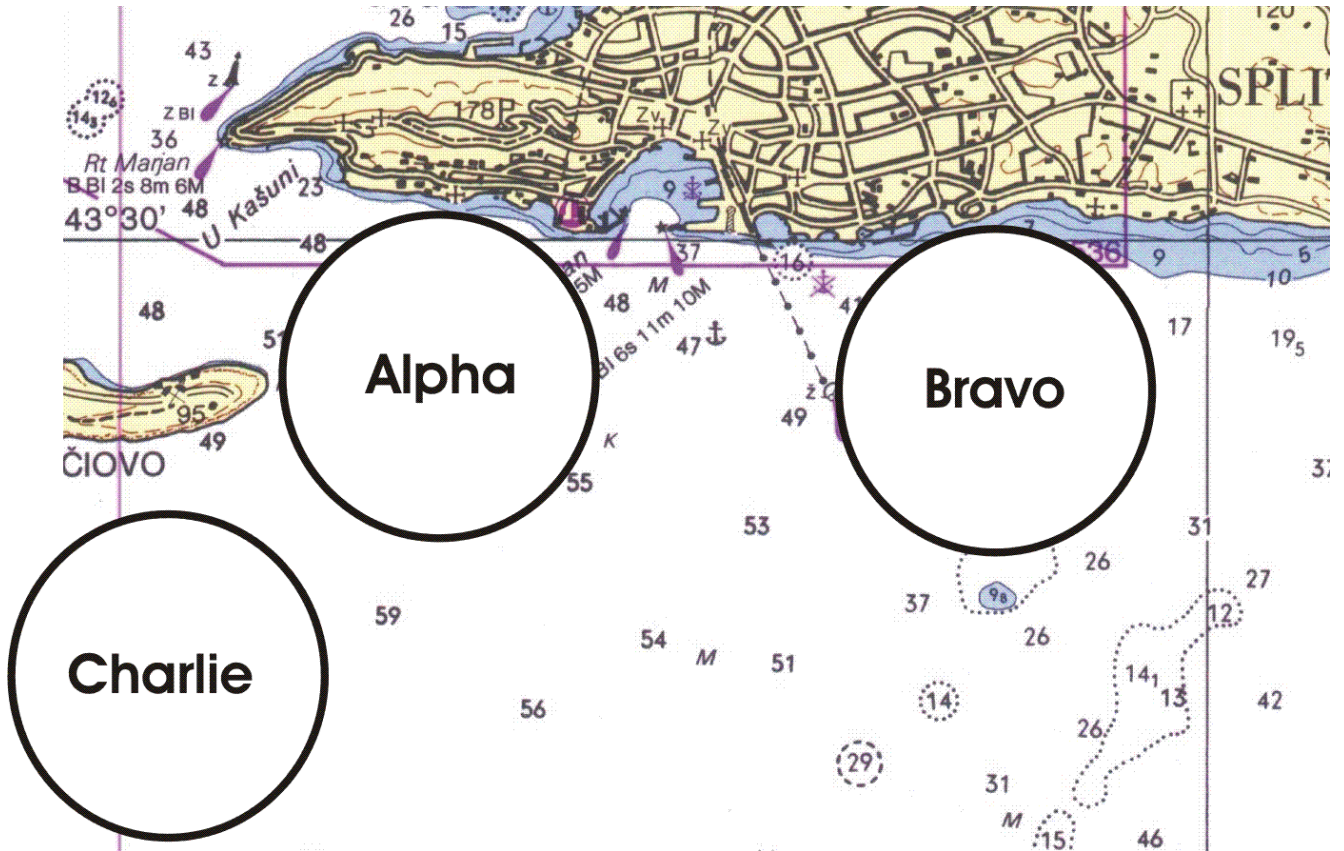 26
15
120
43
Z
SPLI
12₆
14₃
Z Bl
178
Zv
Zv
36
Rt Marjan
B Bl 2s 8m 6M
23
9
48
43°30'
U Kašuni
48
37
16
36
7
9
5
10
5M
48
M
41
48
51
Bl 6s 11m 10M
47
17
19₅
Alpha
Bravo
95
49
ž
49
K
ČIOVO
55
37
53
31
26
27
9₈
37
12
59
26
54
M
51
Charlie
14₁
13
14
42
56
26
29
31
M
15
46